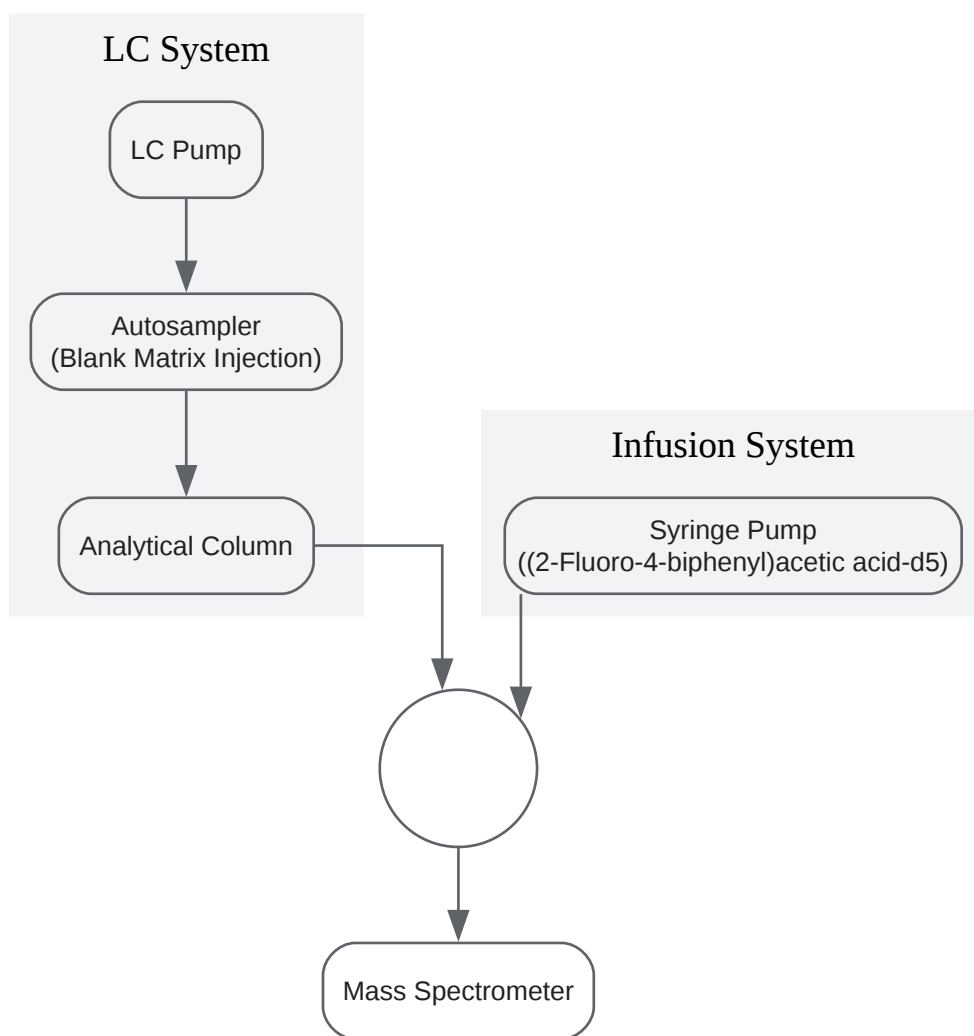 LC System
LC Pump
Autosampler
(Blank Matrix Injection)
Analytical Column
Infusion System
Syringe Pump
((2-Fluoro-4-biphenyl)acetic acid-d5)
Mass Spectrometer